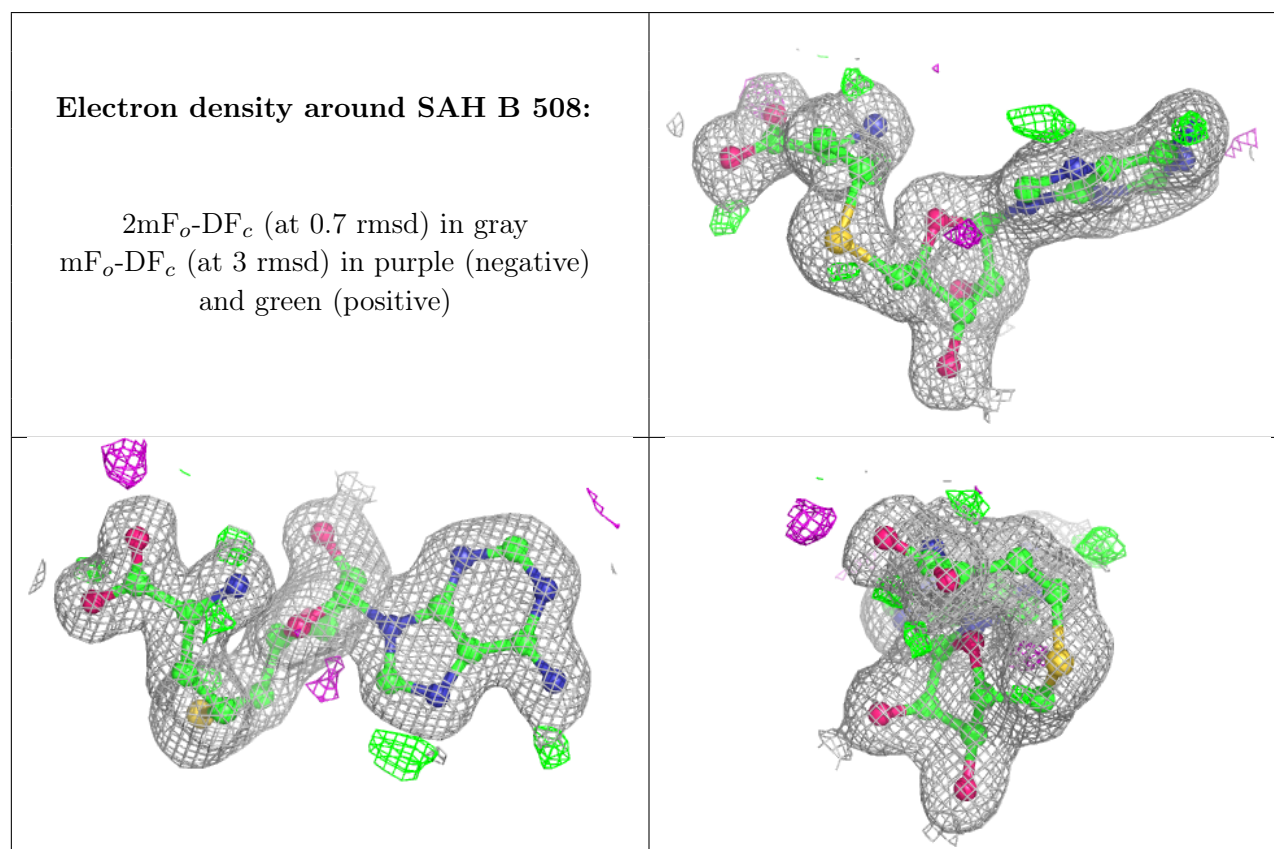 Electron density around SAH B 508:
2mFo-DFc (at 0.7 rmsd) in gray
mFo-DFc (at 3 rmsd) in purple (negative)
and green (positive)